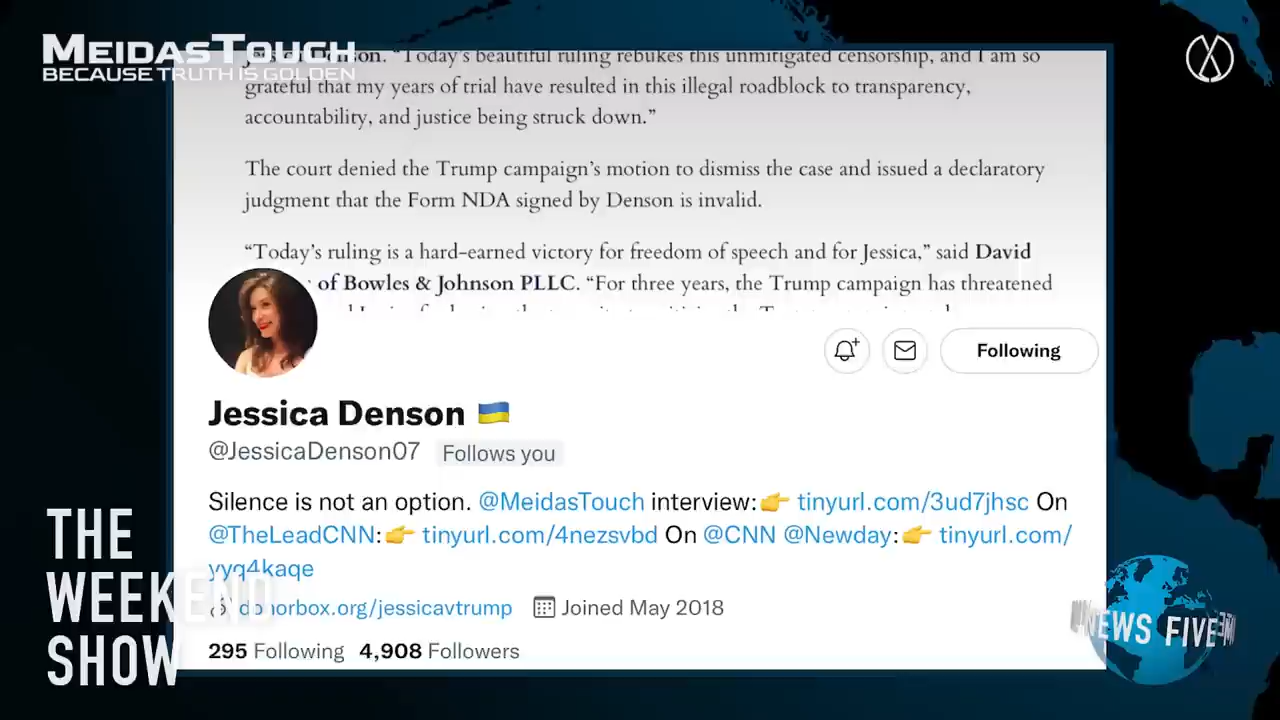 MEIDASTOUCH
BECAUSE TRUTH IS GOLDEN
"Today's beautiful ruling rebukes this unmitigated censorship, and I am so
grateful that my years of trial have resulted in this illegal roadblock to transparency,
accountability, and justice being struck down."
The court denied the Trump campaign's motion to dismiss the case and issued a declaratory
judgment that the Form NDA signed by Denson is invalid.
"Today's ruling is a hard-earned victory for freedom of speech and for Jessica," said David
of Bowles & Johnson PLLC. "For three years, the Trump campaign has threatened
Following
Jessica Denson 🇺🇦
@JessicaDenson07 Follows you
Silence is not an option. @MeidasTouch interview:👉 tinyurl.com/3ud7jhsc On
@TheLeadCNN:👉 tinyurl.com/4nezsvbd On @CNN @Newday:👉 tinyurl.com/
yyq4kaqe
donorbox.org/jessicavtrump Joined May 2018
295 Following 4,908 Followers
THE
WEEKEND
SHOW
NEWS FIVE